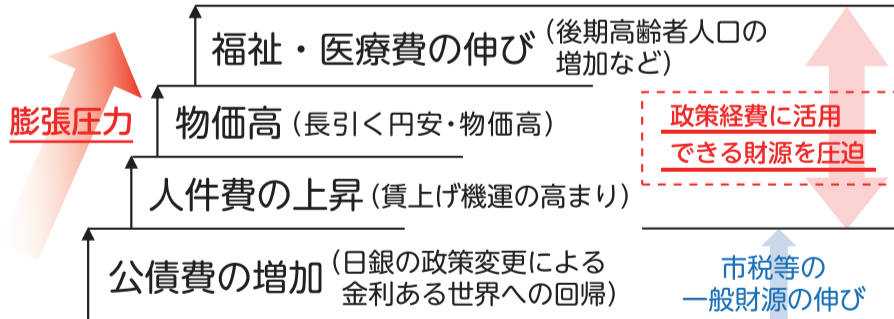 福祉・医療費の伸び（後期高齢者人口の
増加など）
膨張圧力
物価高（長引く円安・物価高）
政策経費に活用
できる財源を圧迫
人件費の上昇（賃上げ機運の高まり）
公債費の増加（日銀の政策変更による
金利ある世界への回帰）
市税等の
一般財源の伸び